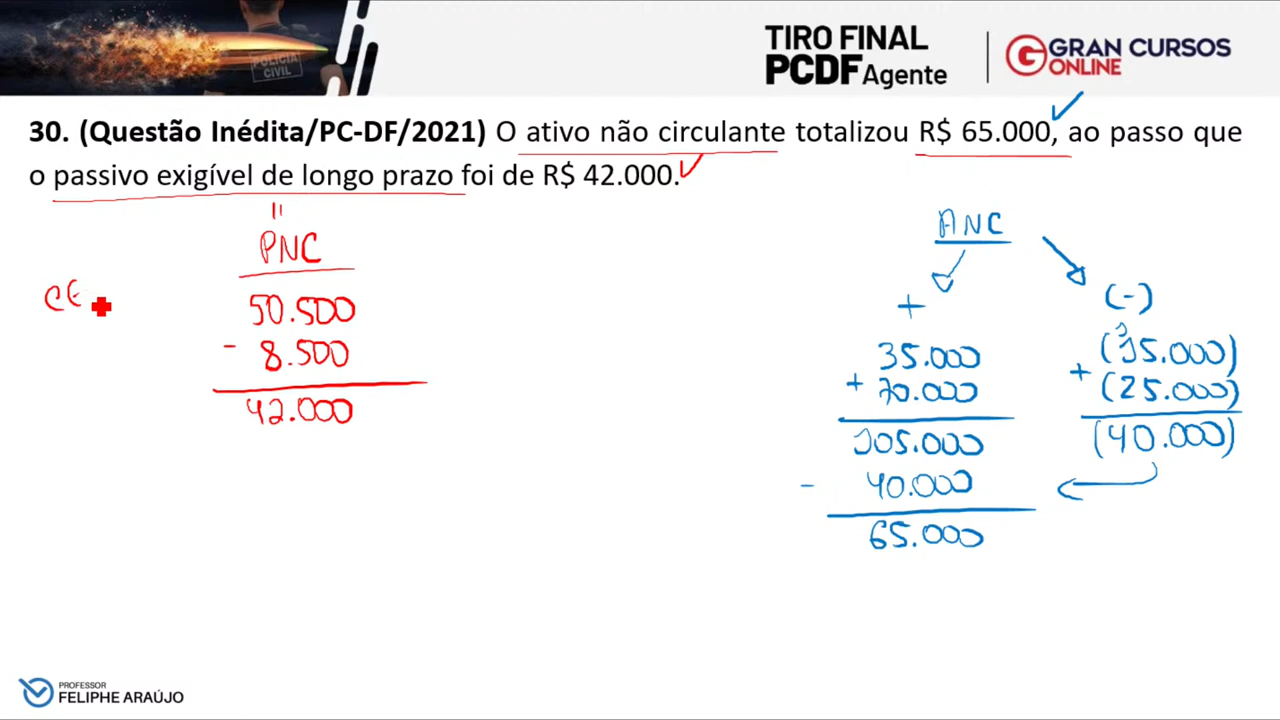 POLÍCIA
CIVIL
TIRO FINAL
PCDF Agente
GRAN CURSOS
ONLINE
30. (Questão Inédita/PC-DF/2021) O ativo não circulante totalizou R$ 65.000, ao passo que
o passivo exigível de longo prazo foi de R$ 42.000.
PNC
CE
50.500
- 8.500
42.000
ANC
+
35.000
+ 70.000
105.000
- 40.000
65.000
(-)
(15.000)
+ (25.000)
(40.000)
PROFESSOR
FELIPHE ARAÚJO